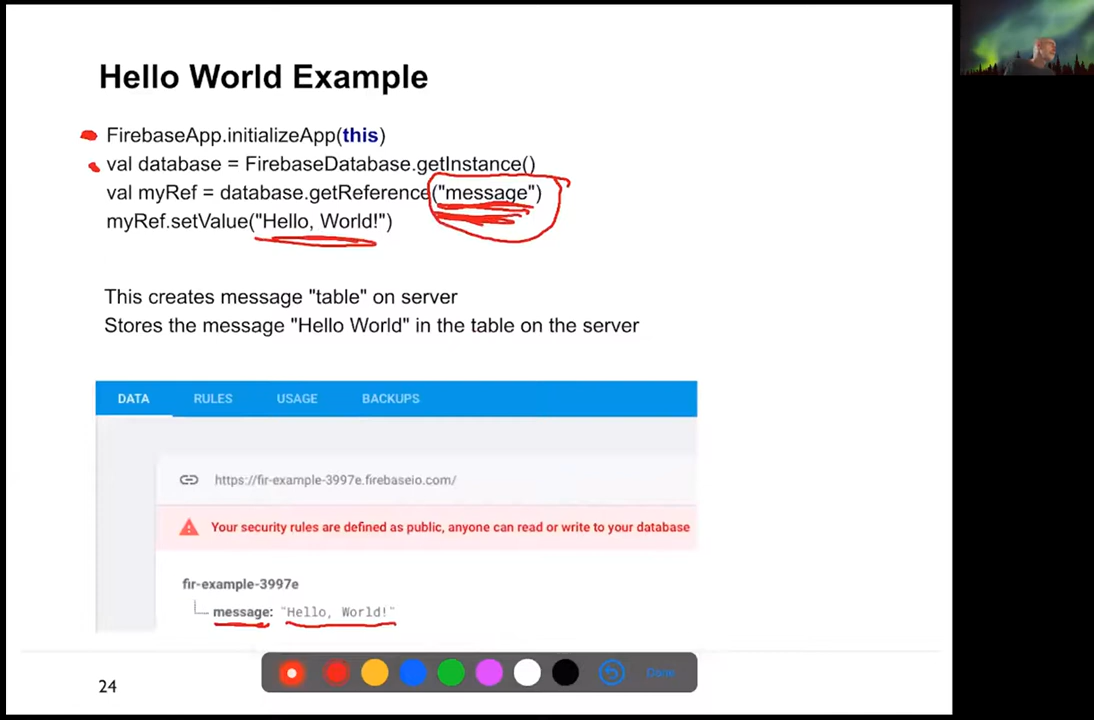 Hello World Example
FirebaseApp.initializeApp(this)
val database = FirebaseDatabase.getInstance()
val myRef = database.getReference("message")
myRef.setValue("Hello, World!")
This creates message "table" on server
Stores the message "Hello World" in the table on the server
DATA RULES USAGE BACKUPS
https://fir-example-3997e.firebaseio.com/
Your security rules are defined as public, anyone can read or write to your database
fir-example-3997e
message: "Hello, World!"
Done
24